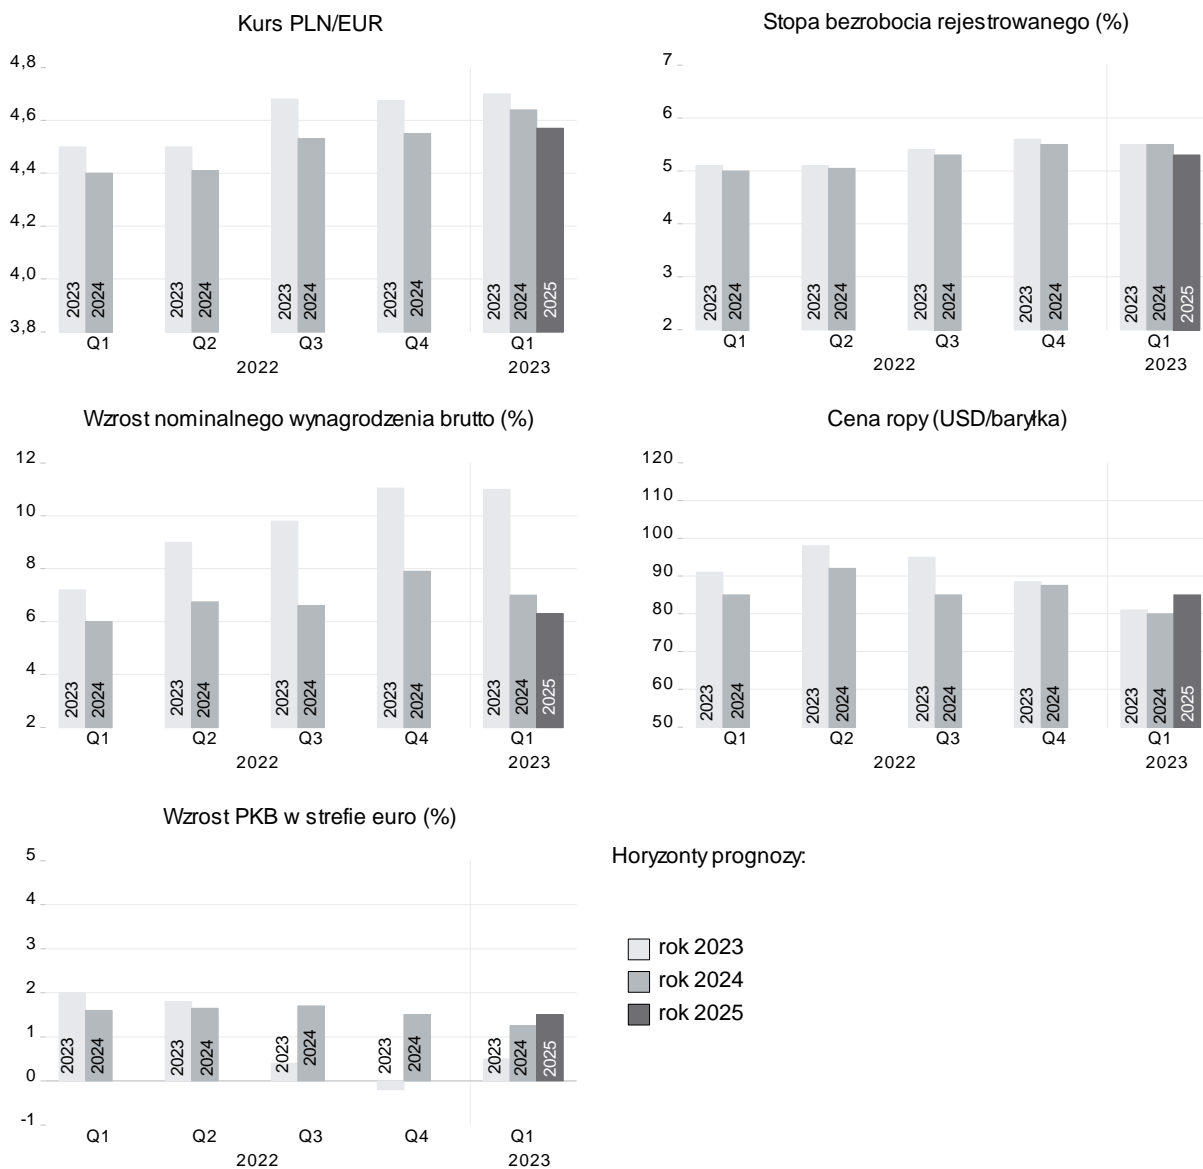 Kurs PLN/EUR
4,8
4,6
4,4
4,2
4,0
3,8
2023 2024 2023 2024 2023 2024 2023 2024 2023 2024 2025
Q1 Q2 Q3 Q4 Q1
2022 2023
Stopa bezrobocia rejestrowanego (%)
7
6
5
4
3
2
2023 2024 2023 2024 2023 2024 2023 2024 2023 2024 2025
Q1 Q2 Q3 Q4 Q1
2022 2023
Wzrost nominalnego wynagrodzenia brutto (%)
12
10
8
6
4
2
2023 2024 2023 2024 2023 2024 2023 2024 2023 2024 2025
Q1 Q2 Q3 Q4 Q1
2022 2023
Cena ropy (USD/baryłka)
120
110
100
90
80
70
60
50
2023 2024 2023 2024 2023 2024 2023 2024 2023 2024 2025
Q1 Q2 Q3 Q4 Q1
2022 2023
Wzrost PKB w strefie euro (%)
5
4
3
2
1
0
-1
2023 2024 2023 2024 2023 2024 2023 2024 2023 2024 2025
Q1 Q2 Q3 Q4 Q1
2022 2023
Horyzonty prognozy:
rok 2023
rok 2024
rok 2025